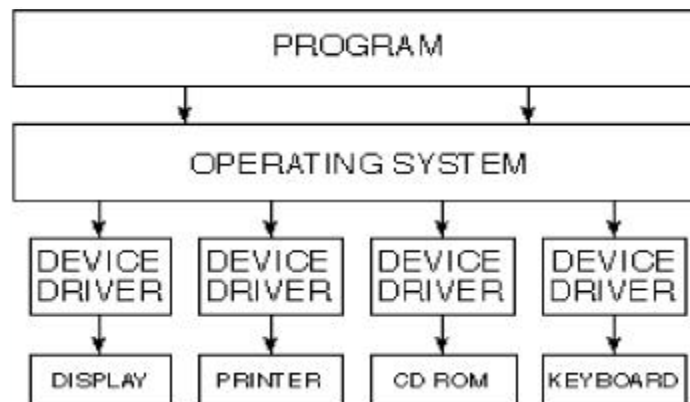 PROGRAM
OPERATING SYSTEM
DEVICE
DRIVER
DEVICE
DRIVER
DEVICE
DRIVER
DEVICE
DRIVER
DISPLAY
PRINTER
CD ROM
KEYBOARD